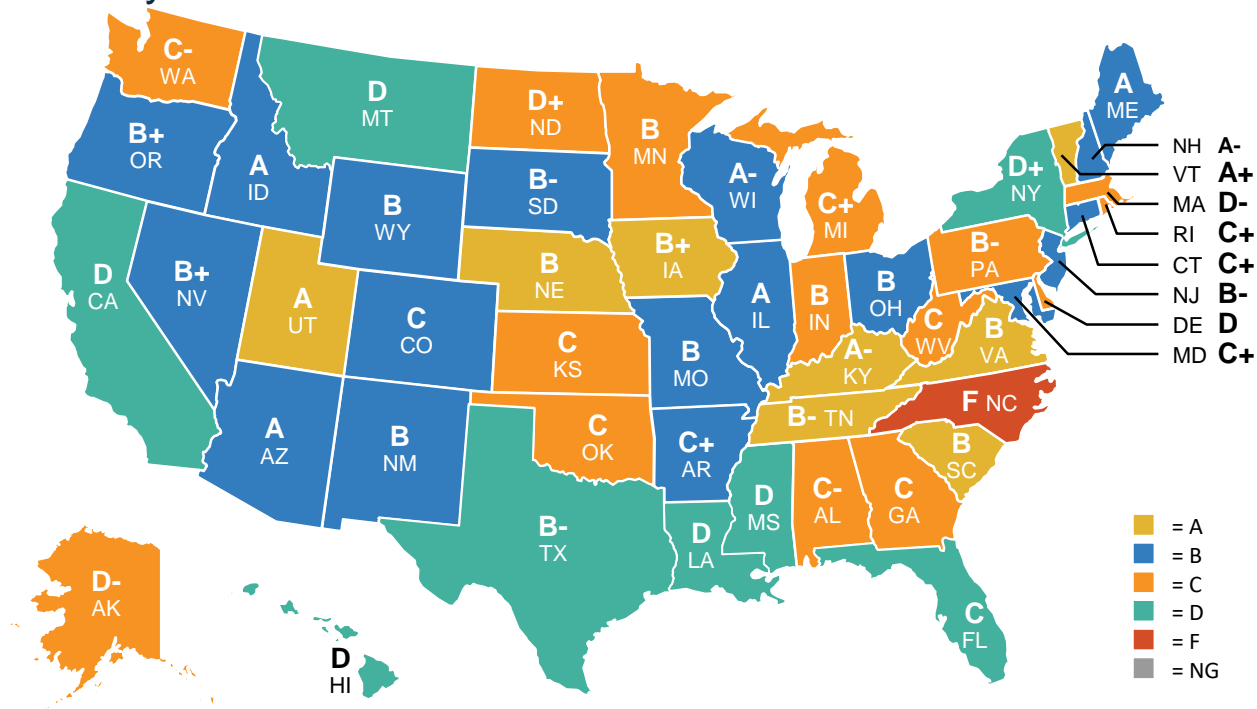 C-
WA
D
MT
D+
ND
B
MN
A
ME
B+
OR
A
ID
B-
SD
A-
WI
D+
NY
NH A-
VT A+
MA D-
RI C+
CT C+
NJ B-
DE D
MD C+
B
WY
C+
MI
D
CA
B+
NV
A
UT
B
NE
B+
IA
B-
PA
C
CO
A
IL
B
IN
B
OH
C
WV
B
VA
C
KS
B
MO
A-
KY
A
AZ
B
NM
C
OK
C+
AR
B- TN
F NC
B
SC
B-
TX
D
LA
D
MS
C-
AL
C
GA
C
FL
D-
AK
D
HI
= A
= B
= C
= D
= F
= NG